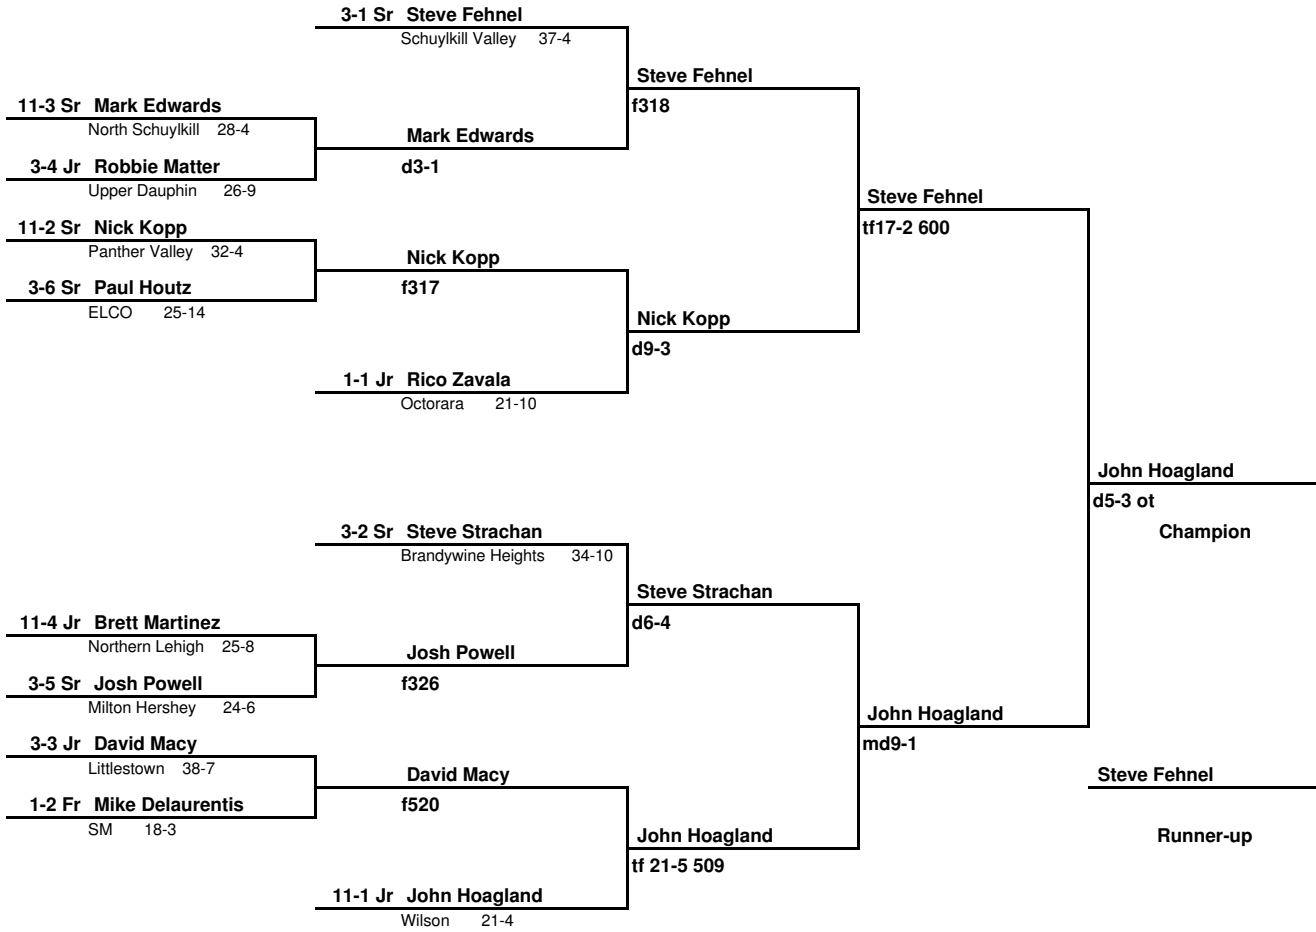 3-1 Sr Steve Fehnel
Schuylkill Valley 37-4
Steve Fehnel
11-3 Sr Mark Edwards
f318
North Schuylkill 28-4
Mark Edwards
3-4 Jr Robbie Matter
d3-1
Upper Dauphin 26-9
Steve Fehnel
11-2 Sr Nick Kopp
tf17-2 600
Panther Valley 32-4
Nick Kopp
3-6 Sr Paul Houtz
f317
ELCO 25-14
Nick Kopp
d9-3
1-1 Jr Rico Zavala
Octorara 21-10
John Hoagland
d5-3 ot
3-2 Sr Steve Strachan
Champion
Brandywine Heights 34-10
Steve Strachan
11-4 Jr Brett Martinez
d6-4
Northern Lehigh 25-8
Josh Powell
3-5 Sr Josh Powell
f326
Milton Hershey 24-6
John Hoagland
3-3 Jr David Macy
md9-1
Littlestown 38-7
David Macy
Steve Fehnel
1-2 Fr Mike Delaurentis
f520
SM 18-3
John Hoagland
Runner-up
tf 21-5 509
11-1 Jr John Hoagland
Wilson 21-4